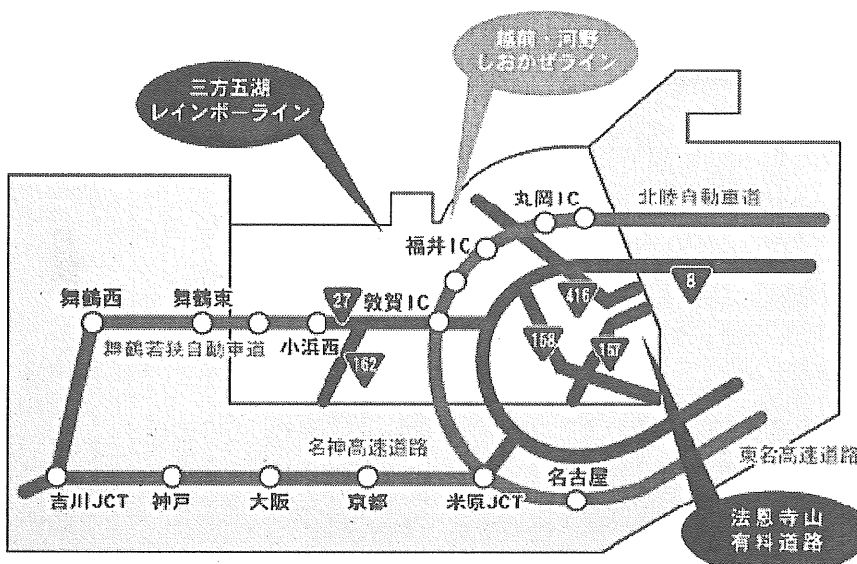 越前・河野
しおかぜライン
三方五湖
レインボーライン
丸岡IC
北陸自動車道
福井IC
舞鶴西
舞鶴東
27
敦賀IC
416
8
舞鶴若狭自動車道
小浜西
162
158
157
名神高速道路
名古屋
東名高速道路
吉川JCT
神戸
大阪
京都
米原JCT
法恩寺山
有料道路